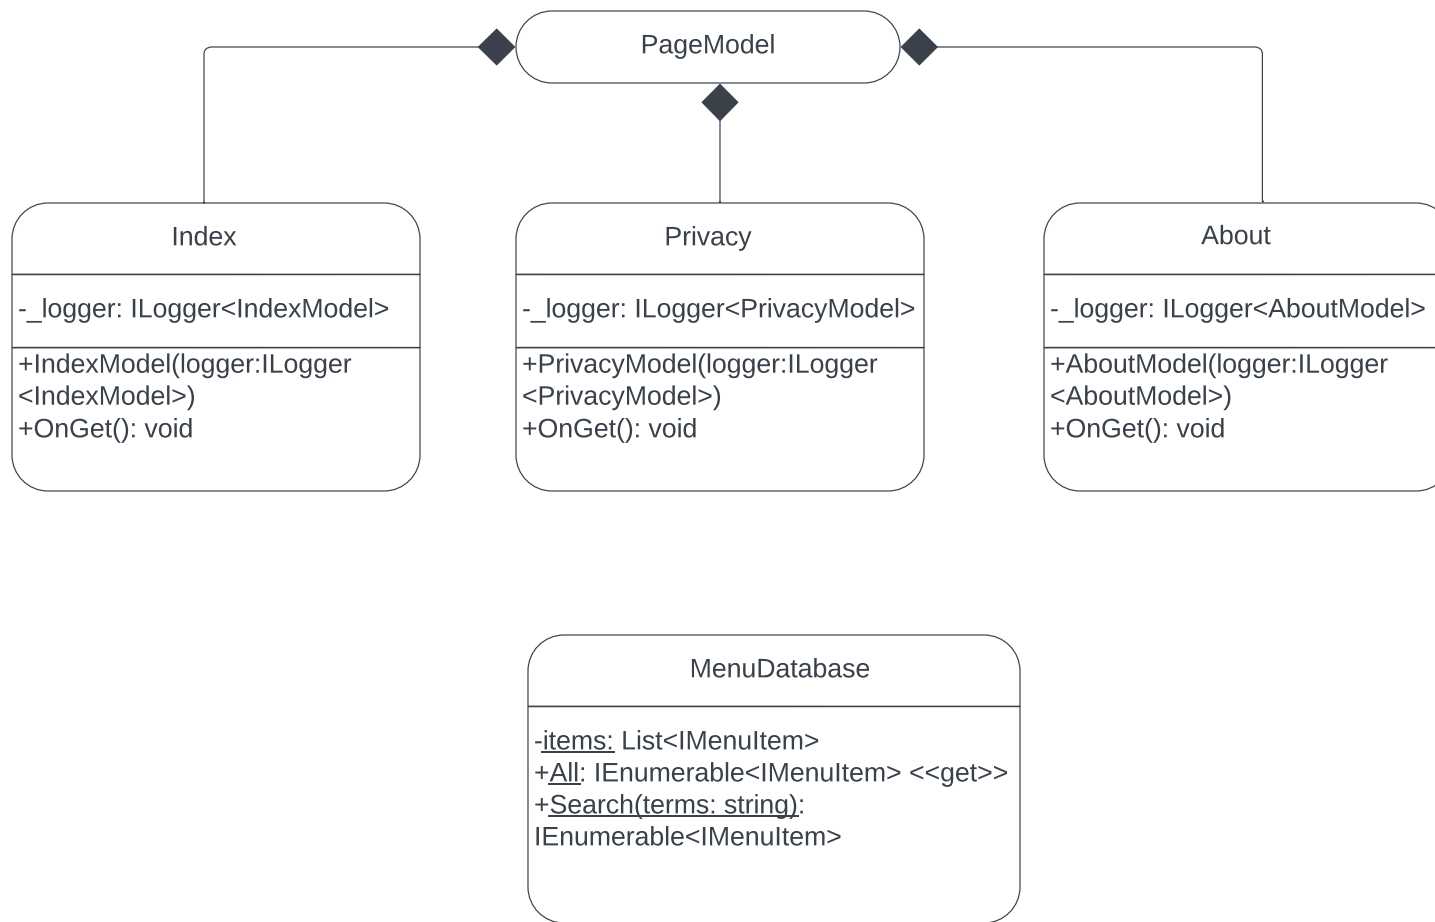 PageModel
Index
-_logger: ILogger<IndexModel>
+IndexModel(logger:ILogger
<IndexModel>)
+OnGet(): void
Privacy
-_logger: ILogger<PrivacyModel>
+PrivacyModel(logger:ILogger
<PrivacyModel>)
+OnGet(): void
About
-_logger: ILogger<AboutModel>
+AboutModel(logger:ILogger
<AboutModel>)
+OnGet(): void
MenuDatabase
-items: List<IMenuItem>
+All: IEnumerable<IMenuItem> <<get>>
+Search(terms: string):
IEnumerable<IMenuItem>